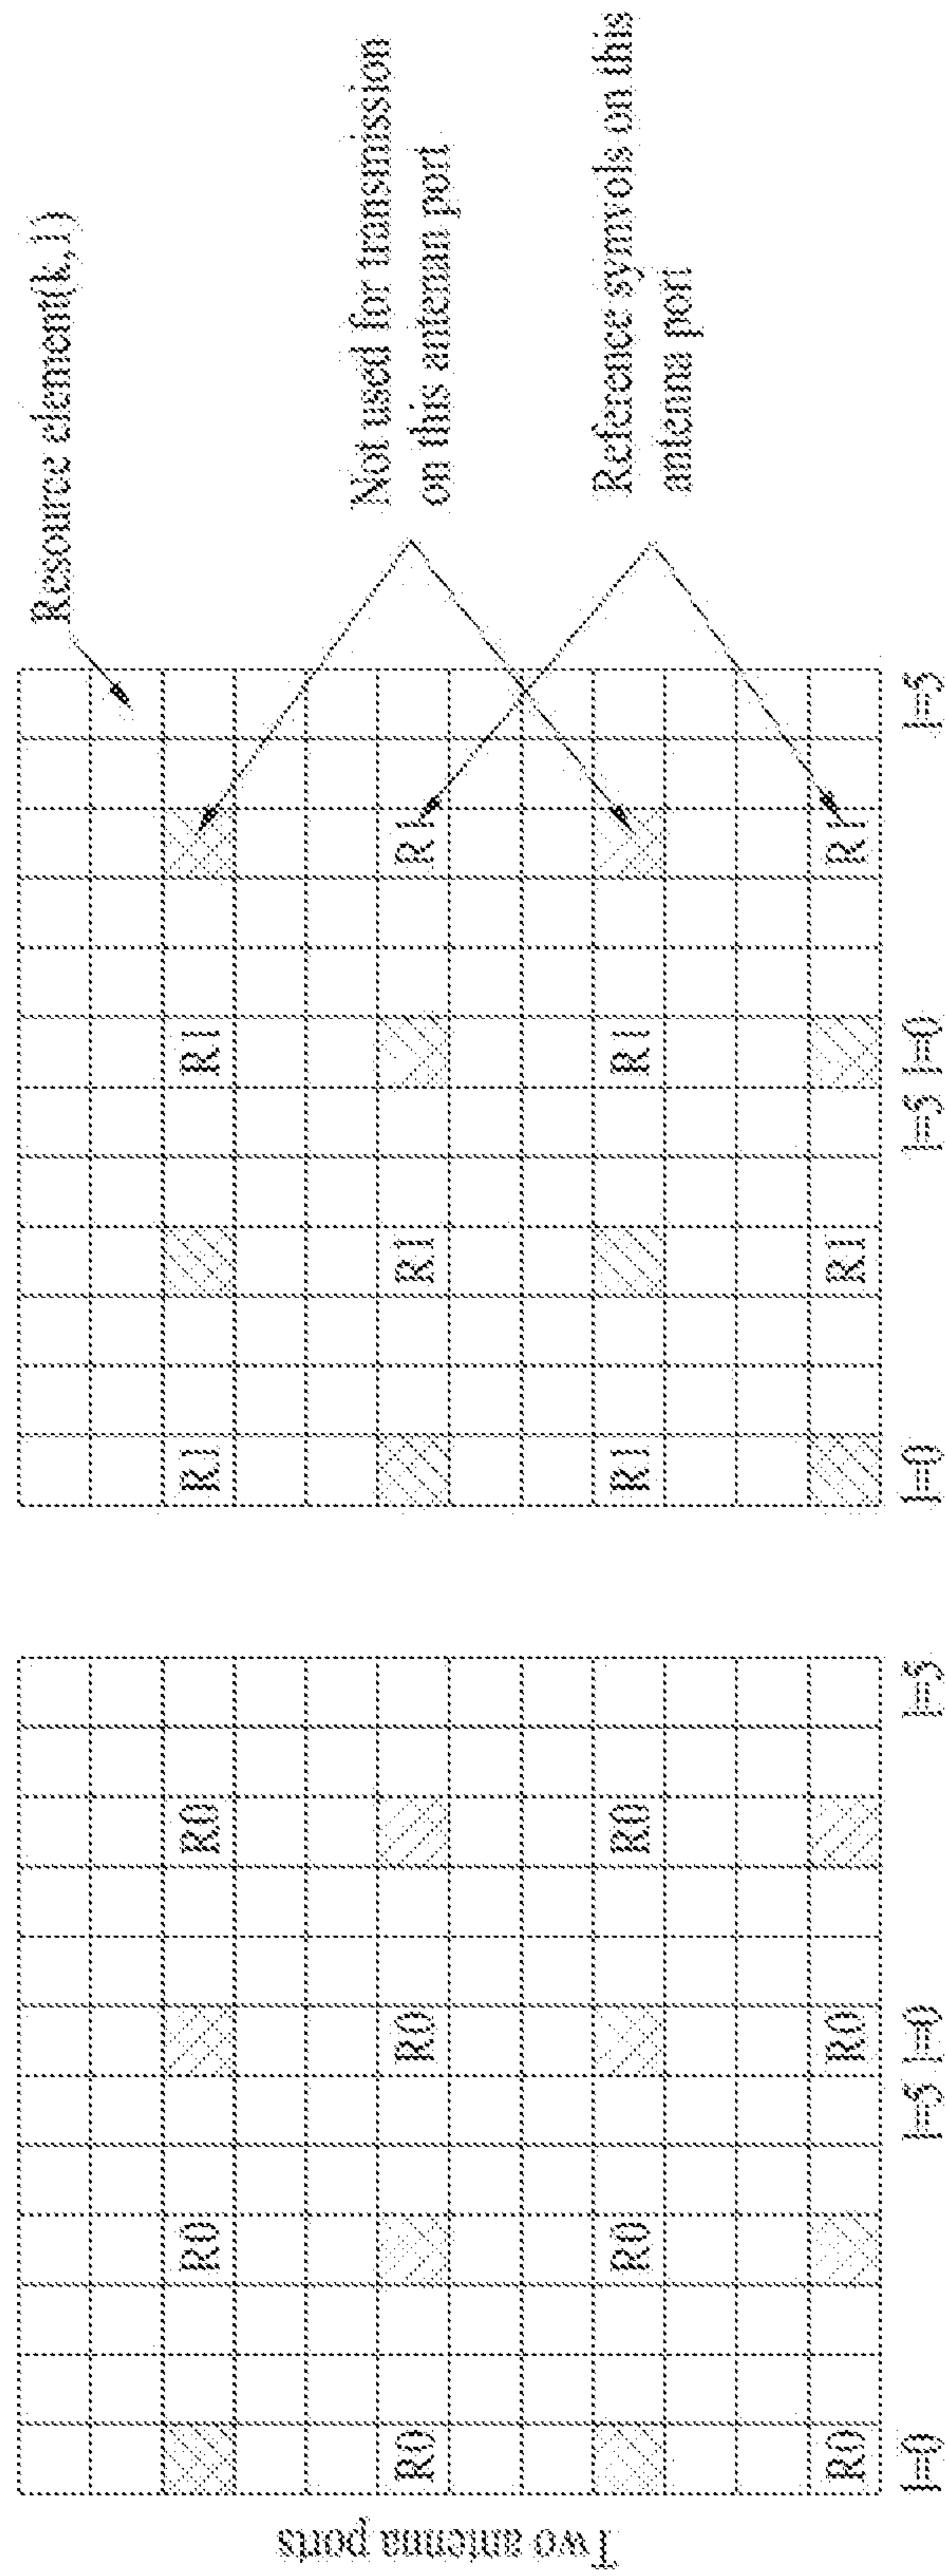 Two antenna ports
Resource element(k,l)
R0 R0 R1 R1
R0 R0 R1 R1
R0 R0 R1 R1
R0 R0 R1 R1
Not used for transmission
on this antenan port
Reference symvols on this
antenna port
l=0 l=5 l=0 l=5
l=0 l=5 l=0 l=5